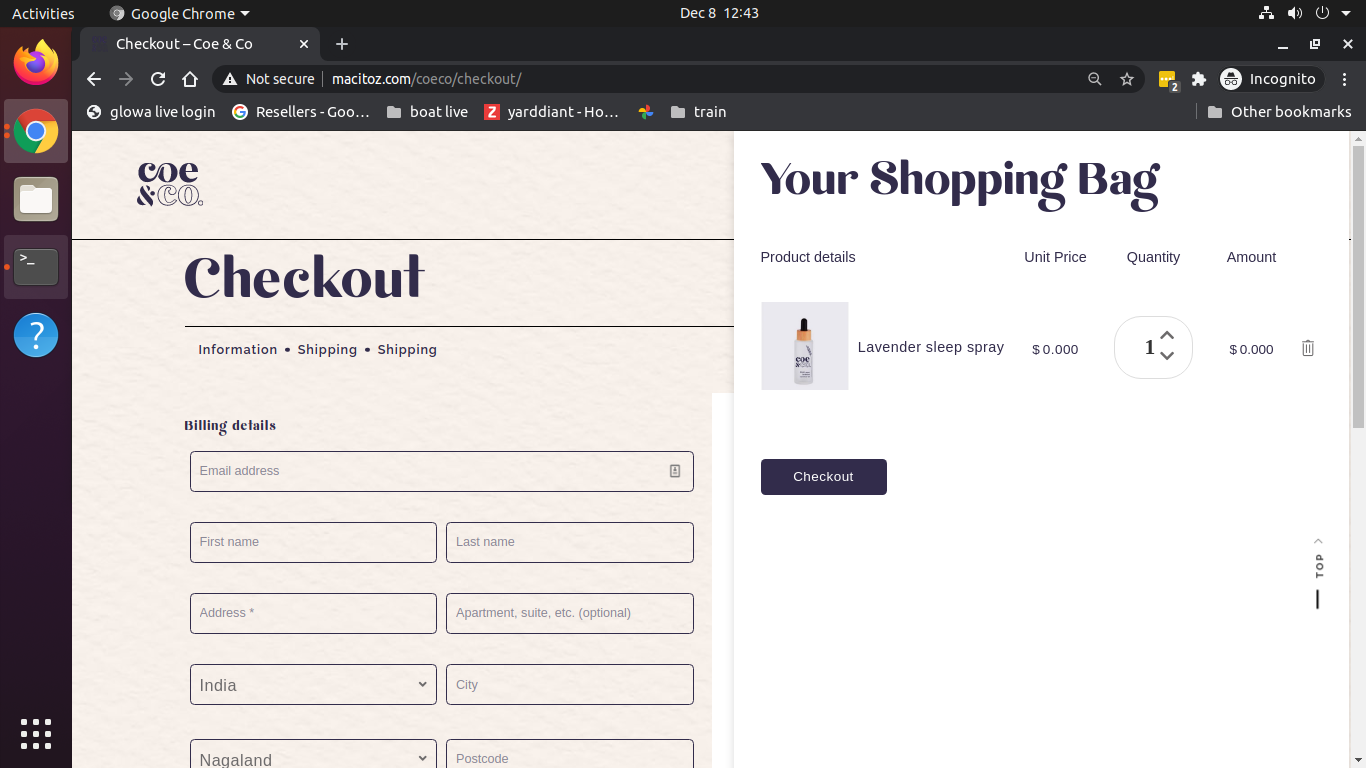 Activities
Google Chrome
Dec 8 12:43
Checkout – Coe & Co
Not secure
macitoz.com/coeco/checkout/
2
Incognito
glowa live login
Resellers - Goo…
boat live
Z
yarddiant - Ho…
train
Other bookmarks
>_
?
coe
&CO.
Checkout
Information • Shipping • Shipping
Billing details
Email address
First name
Last name
Address *
Apartment, suite, etc. (optional)
India
City
Nagaland
Postcode
Your Shopping Bag
Product details
Unit Price
Quantity
Amount
coe
&CO.
Lavender sleep spray
$ 0.000
1
$ 0.000
Checkout
TOP